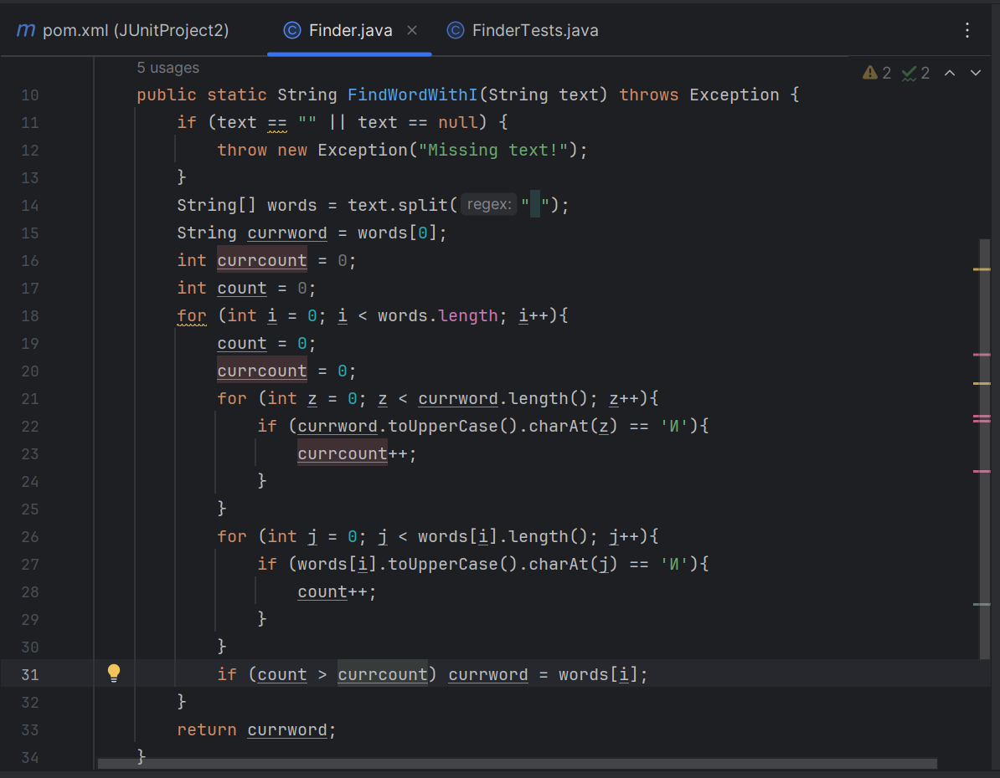 m pom.xml (JUnitProject2) © Finder.java × © FinderTests.java
5 usages
2 2
10 public static String FindWordWithI(String text) throws Exception {
11 if (text == "" || text == null) {
12 throw new Exception("Missing text!");
13 }
14 String[] words = text.split( regex: " ");
15 String currword = words[0];
16 int currcount = 0;
17 int count = 0;
18 for (int i = 0; i < words.length; i++){
19 count = 0;
20 currcount = 0;
21 for (int z = 0; z < currword.length(); z++){
22 if (currword.toUpperCase().charAt(z) == 'И'){
23 currcount++;
24 }
25 }
26 for (int j = 0; j < words[i].length(); j++){
27 if (words[i].toUpperCase().charAt(j) == 'И'){
28 count++;
29 }
30 }
31 if (count > currcount) currword = words[i];
32 }
33 return currword;
34 }